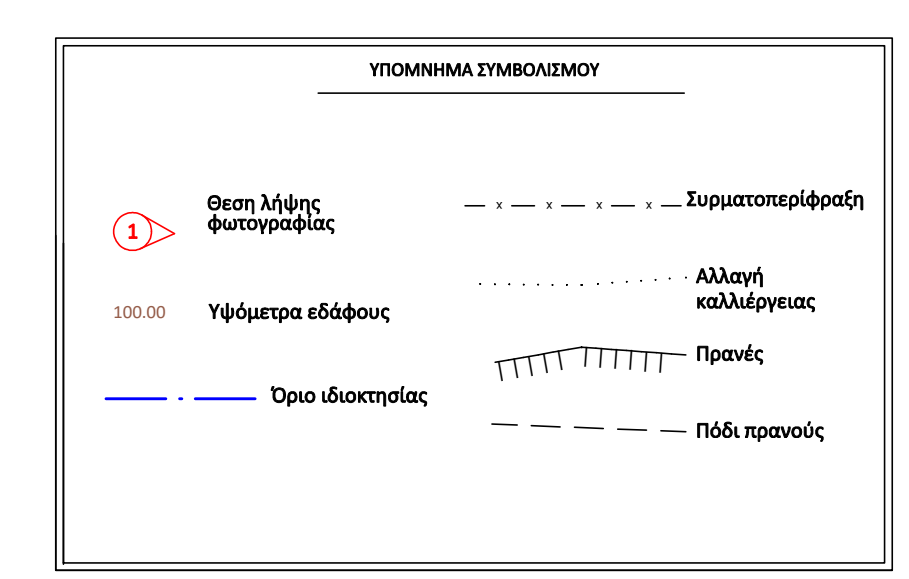 ΥΠΟΜΝΗΜΑ ΣΥΜΒΟΛΙΣΜΟΥ
1
Θεση λήψης
φωτογραφίας
100.00
Υψόμετρα εδάφους
Όριο ιδιοκτησίας
x x x x
Συρματοπερίφραξη
Αλλαγή
καλλιέργειας
Πρανές
Πόδι πρανούς